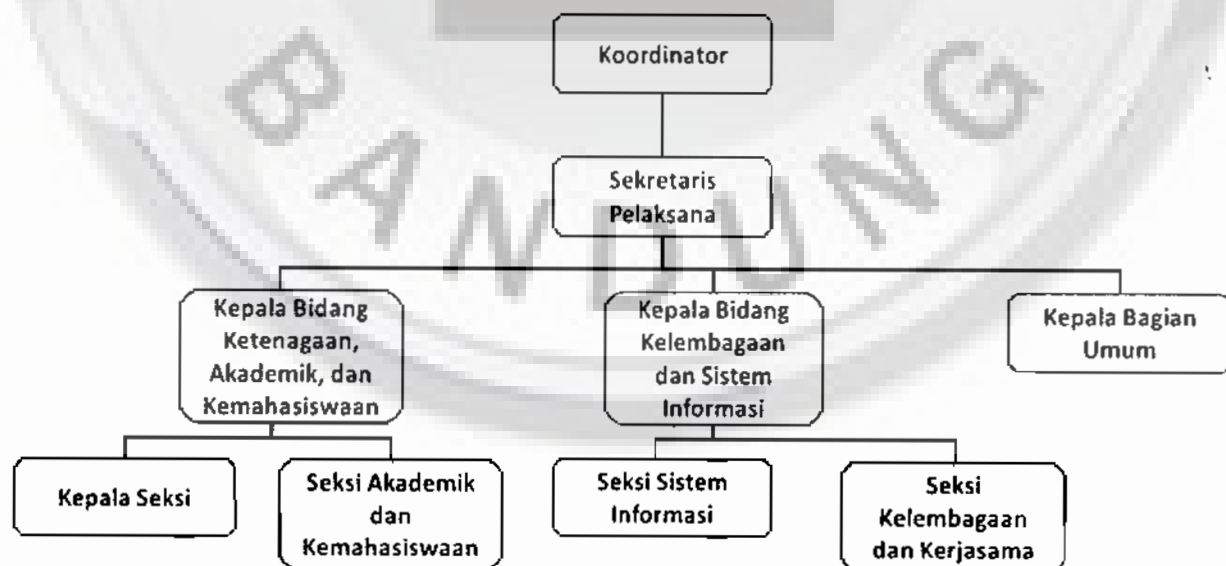 BANDUNG
Koordinator
Sekretaris
Pelaksana
Kepala Bidang
Ketenagaan,
Akademik, dan
Kemahasiswaan
Kepala Bidang
Kelembagaan
dan Sistem
Informasi
Kepala Bagian
Umum
Kepala Seksi
Seksi Akademik
dan
Kemahasiswaan
Seksi Sistem
Informasi
Seksi
Kelembagaan
dan Kerjasama